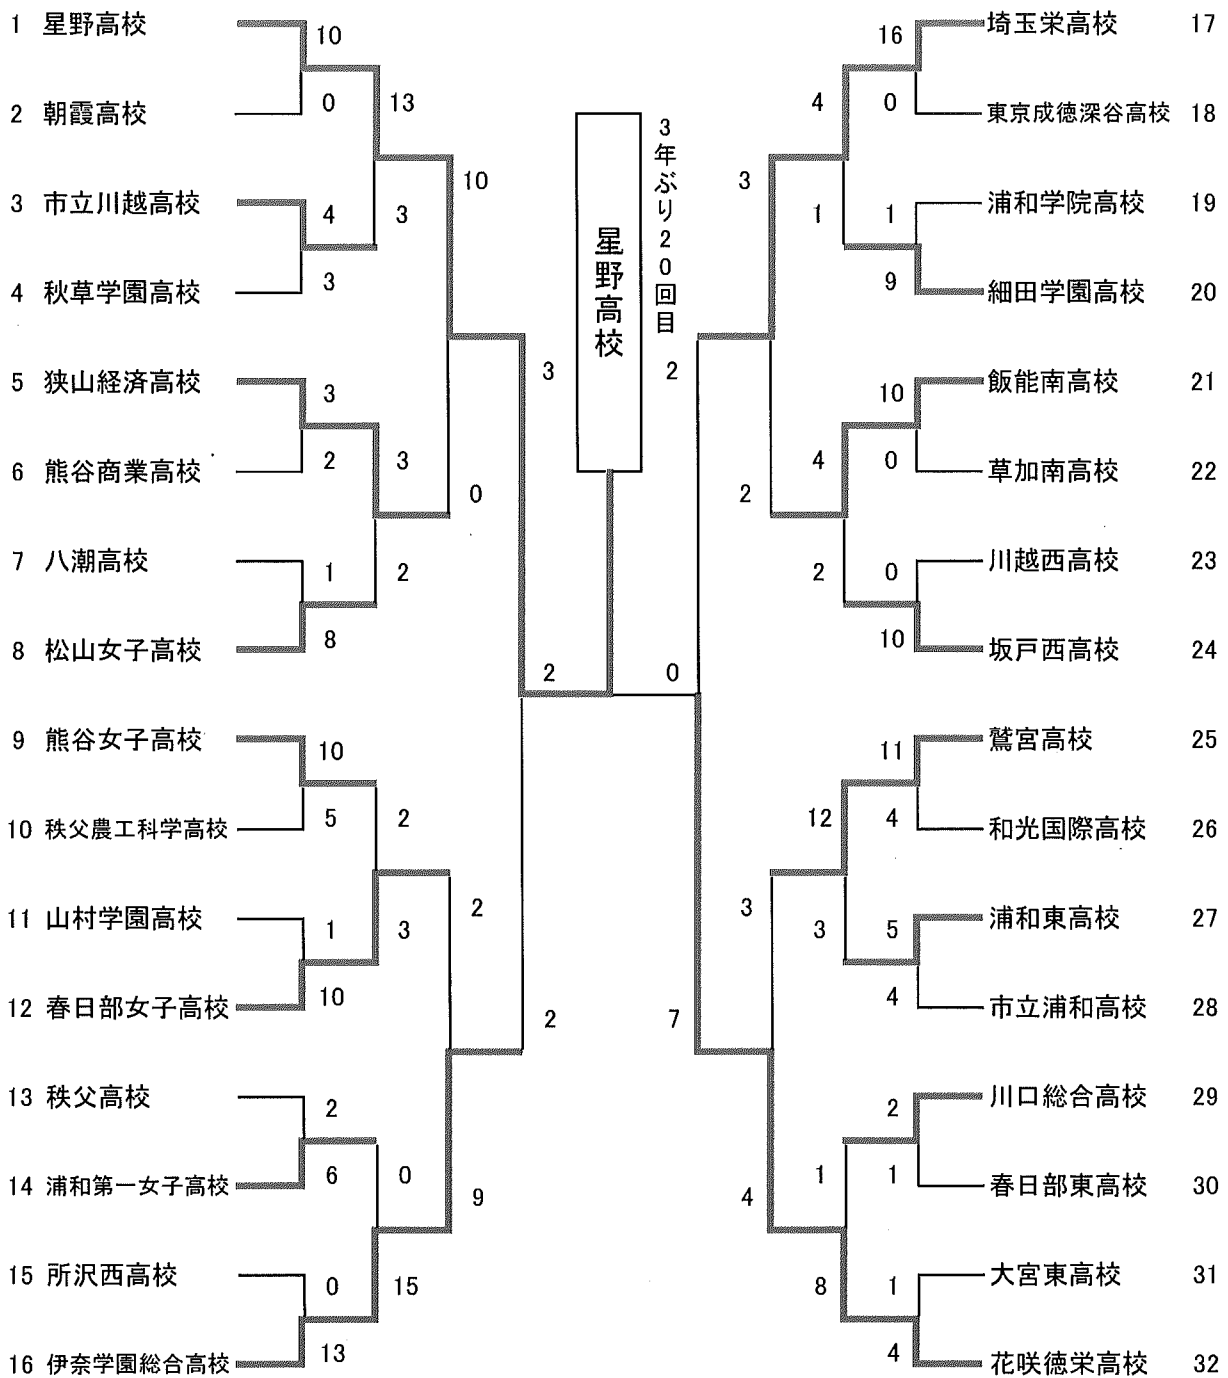 1 星野高校
10
0
2 朝霞高校
13
3 市立川越高校
4
3
3
4 秋草学園高校
10
5 狭山経済高校
3
2
6 熊谷商業高校
3
0
7 八潮高校
1
2
8
8 松山女子高校
3
2
9 熊谷女子高校
10
5
2
10 秩父農工科学高校
11 山村学園高校
1
3
2
10
12 春日部女子高校
2
13 秩父高校
2
6
0
14 浦和第一女子高校
9
15 所沢西高校
0
15
13
16 伊奈学園総合高校
3年ぶり20回目
星野高校
16
埼玉栄高校 17
4
0
東京成徳深谷高校 18
3
1
1
浦和学院高校 19
9
細田学園高校 20
2
10
飯能南高校 21
4
0
草加南高校 22
2
2
0
川越西高校 23
10
坂戸西高校 24
0
11
鷲宮高校 25
12
4
和光国際高校 26
3
3
5
浦和東高校 27
4
市立浦和高校 28
7
2
川口総合高校 29
1
1
春日部東高校 30
4
8
1
大宮東高校 31
4
花咲徳栄高校 32